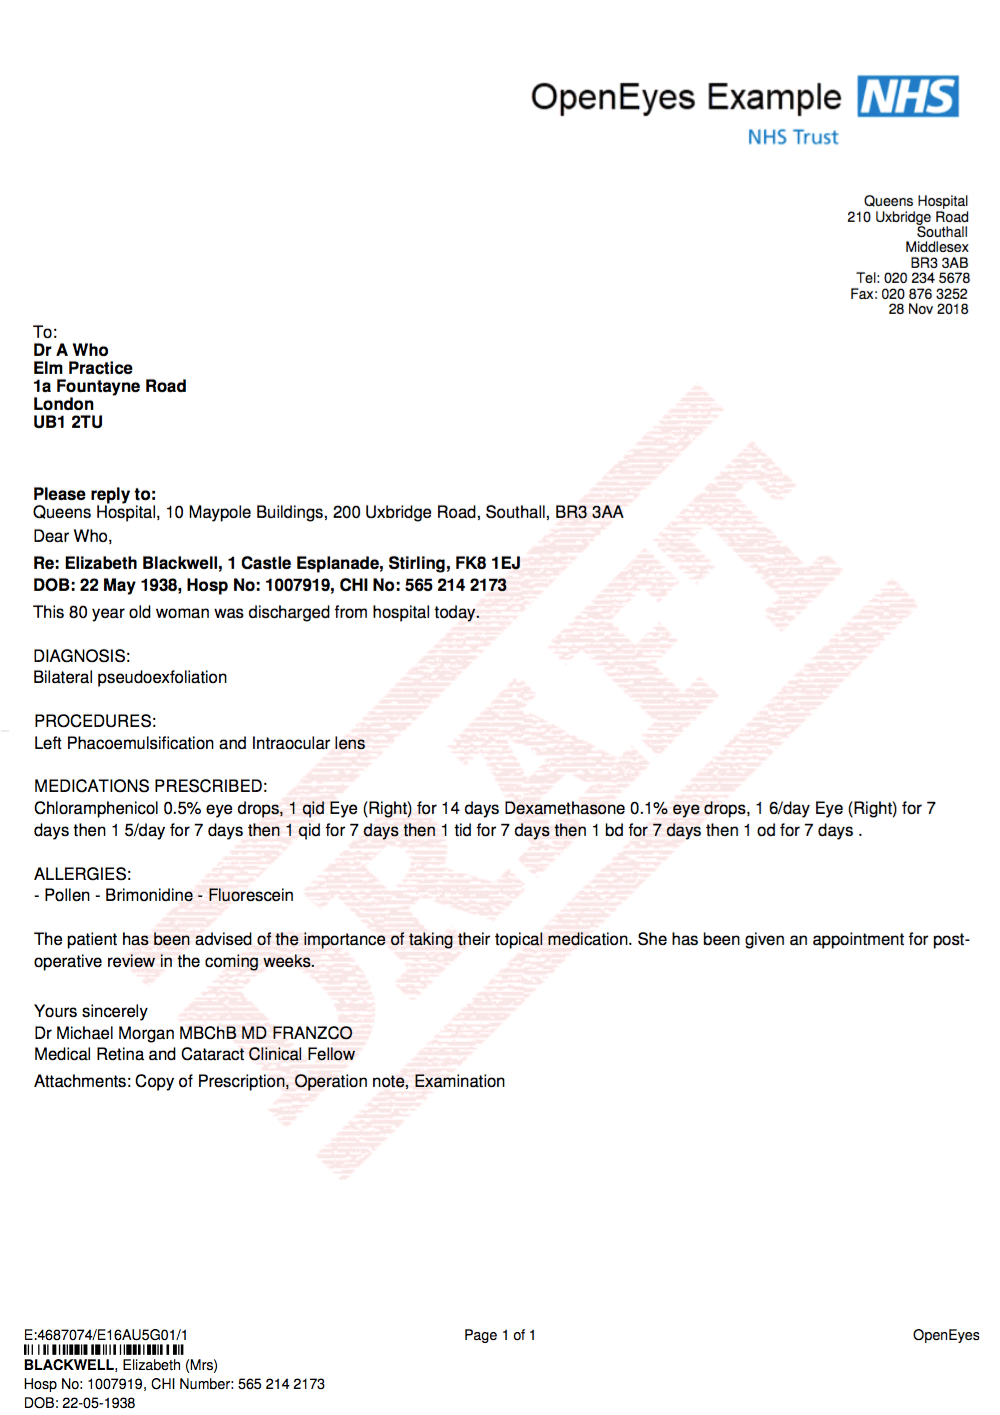 OpenEyes Example NHS
NHS Trust
Queens Hospital
210 Uxbridge Road
Southall
Middlesex
BR3 3AB
Tel: 020 234 5678
Fax: 020 876 3252
28 Nov 2018
To:
Dr A Who
Elm Practice
1a Fountayne Road
London
UB1 2TU
Please reply to:
Queens Hospital, 10 Maypole Buildings, 200 Uxbridge Road, Southall, BR3 3AA
Dear Who,
Re: Elizabeth Blackwell, 1 Castle Esplanade, Stirling, FK8 1EJ
DOB: 22 May 1938, Hosp No: 1007919, CHI No: 565 214 2173
This 80 year old woman was discharged from hospital today.
DIAGNOSIS:
Bilateral pseudoexfoliation
PROCEDURES:
Left Phacoemulsification and Intraocular lens
MEDICATIONS PRESCRIBED:
Chloramphenicol 0.5% eye drops, 1 qid Eye (Right) for 14 days Dexamethasone 0.1% eye drops, 1 6/day Eye (Right) for 7
days then 1 5/day for 7 days then 1 qid for 7 days then 1 tid for 7 days then 1 bd for 7 days then 1 od for 7 days .
ALLERGIES:
- Pollen - Brimonidine - Fluorescein
The patient has been advised of the importance of taking their topical medication. She has been given an appointment for post-
operative review in the coming weeks.
Yours sincerely
Dr Michael Morgan MBChB MD FRANZCO
Medical Retina and Cataract Clinical Fellow
Attachments: Copy of Prescription, Operation note, Examination
DRAFT
E:4687074/E16AU5G01/1
Page 1 of 1
OpenEyes
BLACKWELL, Elizabeth (Mrs)
Hosp No: 1007919, CHI Number: 565 214 2173
DOB: 22-05-1938